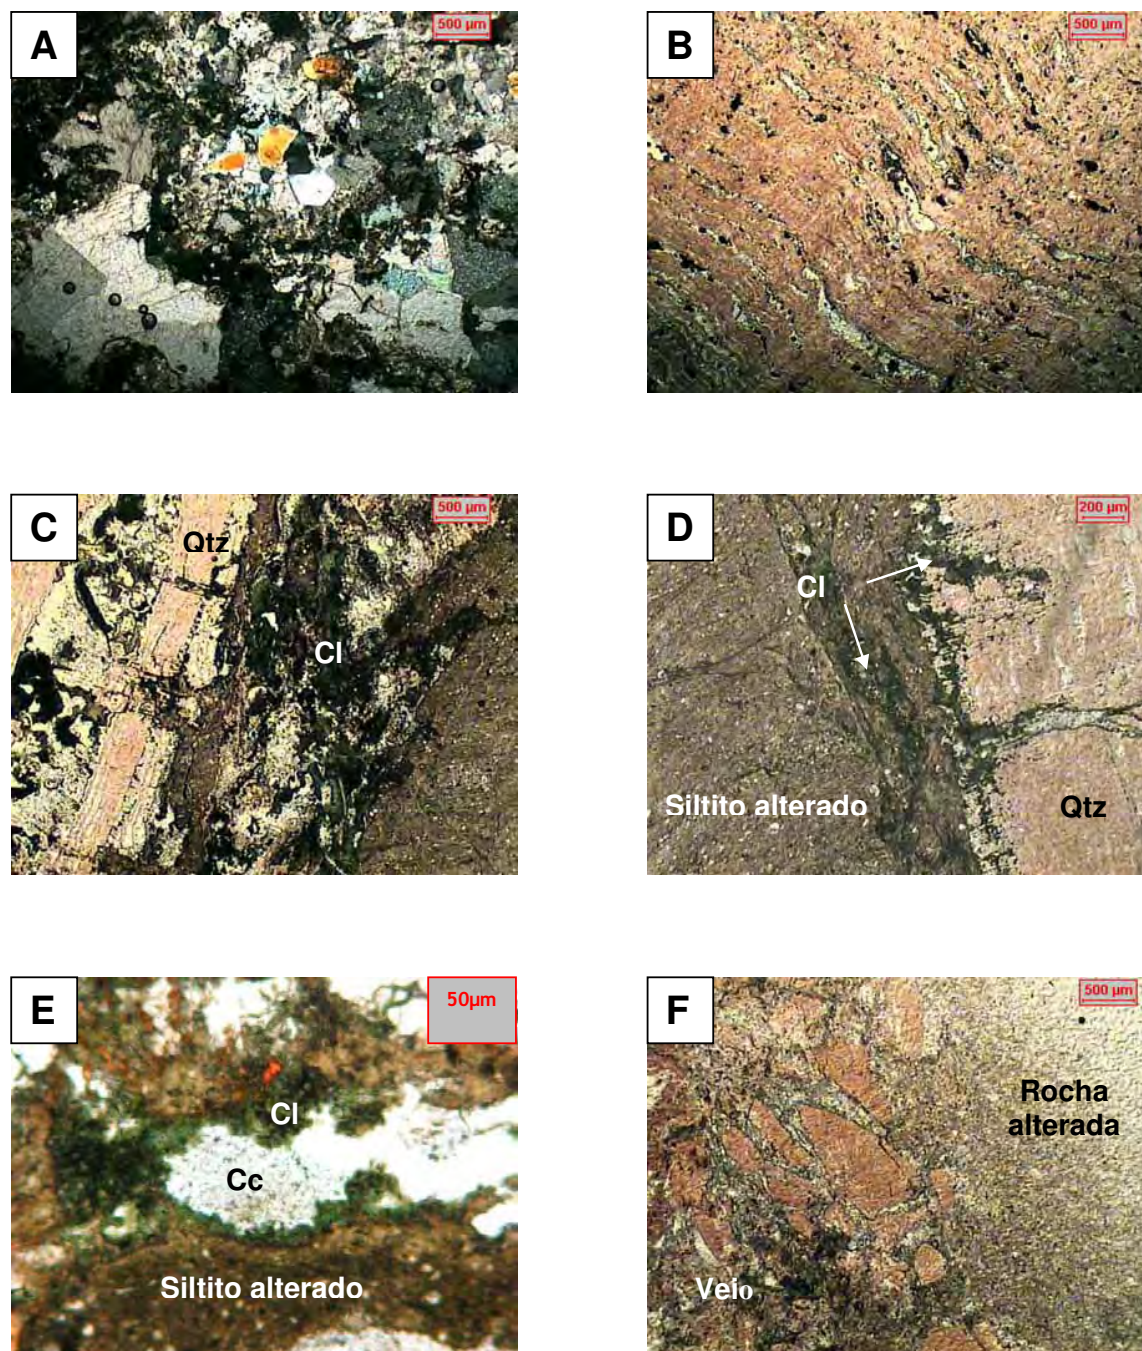 A
500 µm
B
500 µm
C
500 µm
Qtz
Cl
D
200 µm
Cl
Siltito alterado
Qtz
E
50µm
Cl
Cc
Siltito alterado
F
500 µm
Rocha
alterada
Veio